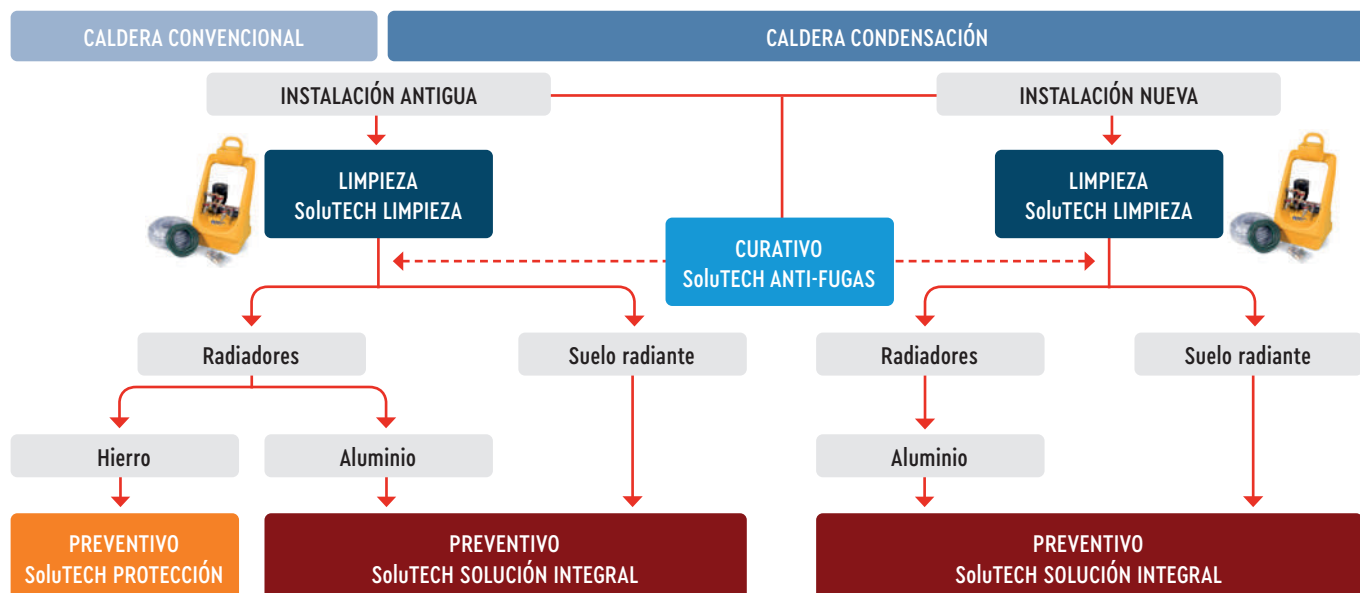 CALDERA CONVENCIONAL
CALDERA CONDENSACIÓN
INSTALACIÓN ANTIGUA
INSTALACIÓN NUEVA
LIMPIEZA
SoluTECH LIMPIEZA
LIMPIEZA
SoluTECH LIMPIEZA
CURATIVO
SoluTECH ANTI-FUGAS
Radiadores
Suelo radiante
Radiadores
Suelo radiante
Hierro
Aluminio
Aluminio
PREVENTIVO
SoluTECH PROTECCIÓN
PREVENTIVO
SoluTECH SOLUCIÓN INTEGRAL
PREVENTIVO
SoluTECH SOLUCIÓN INTEGRAL